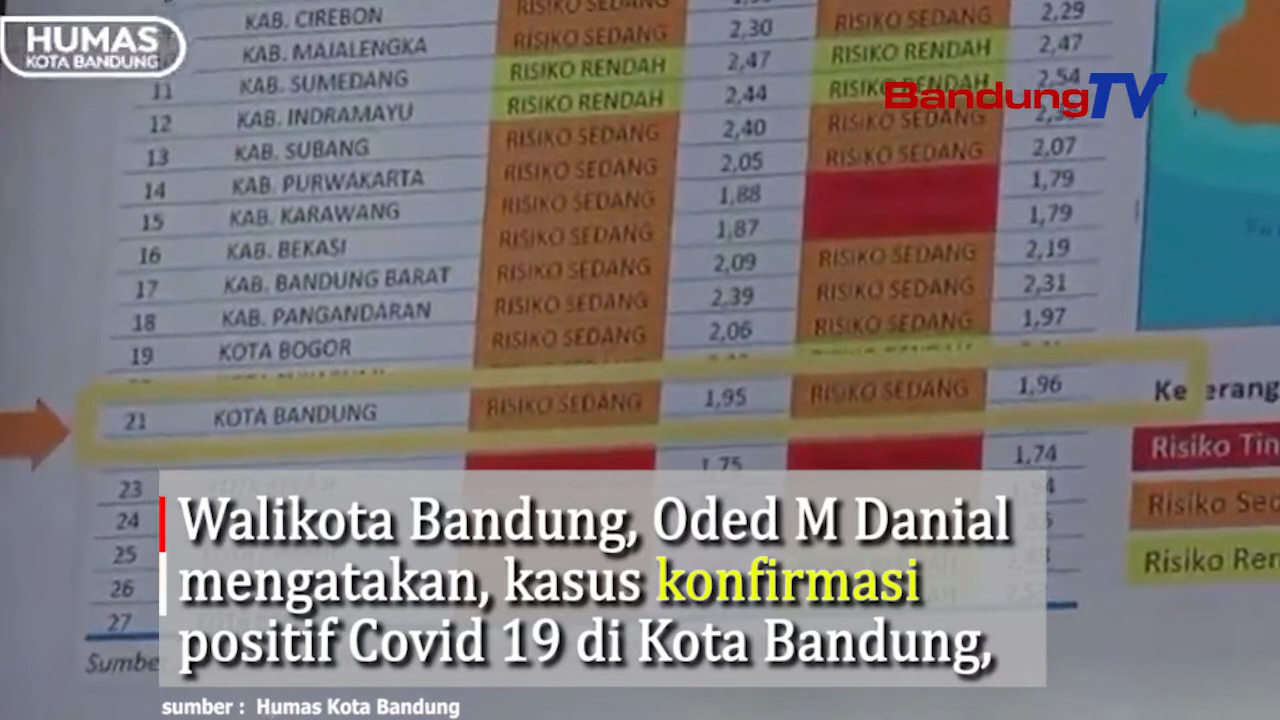 HUMAS
KOTA BANDUNG
BandungTV
KAB. CIREBON RISIKO SEDANG 2,30 RISIKO SEDANG 2,29
KAB. MAJALENGKA RISIKO RENDAH 2,47 RISIKO RENDAH 2,47
11 KAB. SUMEDANG RISIKO RENDAH 2,44 2,54
12 KAB. INDRAMAYU RISIKO SEDANG 2,40 RISIKO SEDANG
13 KAB. SUBANG RISIKO SEDANG 2,05 RISIKO SEDANG 2,07
14 KAB. PURWAKARTA RISIKO SEDANG 1,88 1,79
15 KAB. KARAWANG RISIKO SEDANG 1,87 1,79
16 KAB. BEKASI RISIKO SEDANG 2,09 RISIKO SEDANG 2,19
17 KAB. BANDUNG BARAT RISIKO SEDANG 2,39 RISIKO SEDANG 2,31
18 KAB. PANGANDARAN RISIKO SEDANG 2,06 RISIKO SEDANG 1,97
19 KOTA BOGOR
21 KOTA BANDUNG RISIKO SEDANG 1,95 RISIKO SEDANG 1,96
1,75 1,74
23
24
25
26
27
Sumbe
Risiko Tin
Risiko Sed
Risiko Ren
Walikota Bandung, Oded M Danial
mengatakan, kasus konfirmasi
positif Covid 19 di Kota Bandung,
sumber : Humas Kota Bandung